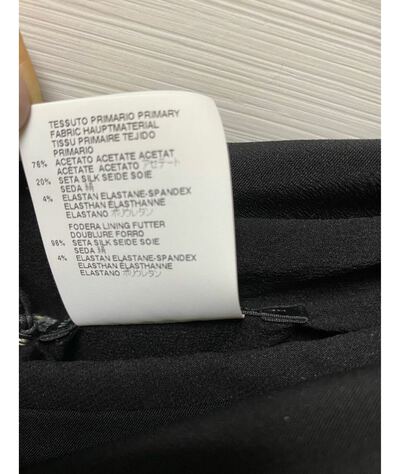 TESSUTO PRIMARIO PRIMARY
FABRIC HAUPTMATERIAL
TISSU PRIMAIRE TEJIDO
PRIMARIO
76% ACETATO ACETATE ACETAT
ACÉTATE ACETATO アセテート
20% SETA SILK SEIDE SOIE
SEDA 絹
4% ELASTAN ELASTANE-SPANDEX
ELASTHAN ÉLASTHANNE
ELASTANO ポリウレタン
FODERA LINING FUTTER
DOUBLURE FORRO
96% SETA SILK SEIDE SOIE
SEDA 絹
4% ELASTAN ELASTANE-SPANDEX
ELASTHAN ÉLASTHANNE
ELASTANO ポリウレタン